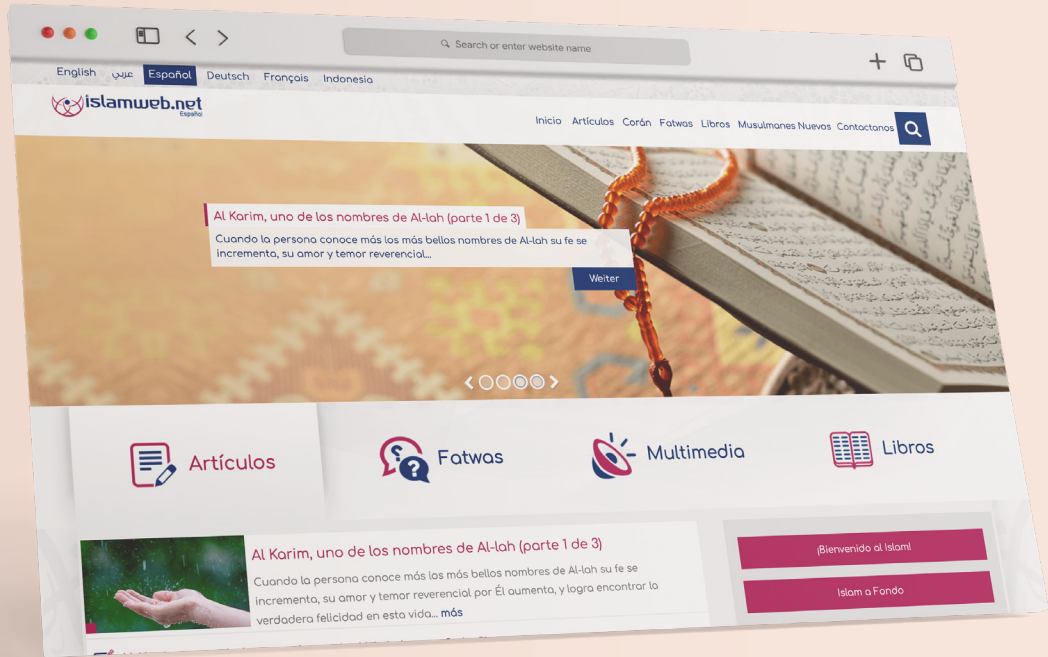 Search or enter website name
English عربي Español Deutsch Français Indonesia
islamweb.net
Español
Inicio Artículos Corán Fatwas Libros Musulmanes Nuevos Contactanos
Al Karim, uno de los nombres de Al-lah (parte 1 de 3)
Cuando la persona conoce más los más bellos nombres de Al-lah su fe se
incrementa, su amor y temor reverencial...
Weiter
Artículos
Fatwas
Multimedia
Libros
Al Karim, uno de los nombres de Al-lah (parte 1 de 3)
Cuando la persona conoce más los más bellos nombres de Al-lah su fe se
incrementa, su amor y temor reverencial por Él aumenta, y logra encontrar la
verdadera felicidad en esta vida... más
¡Bienvenido al Islam!
Islam a Fondo